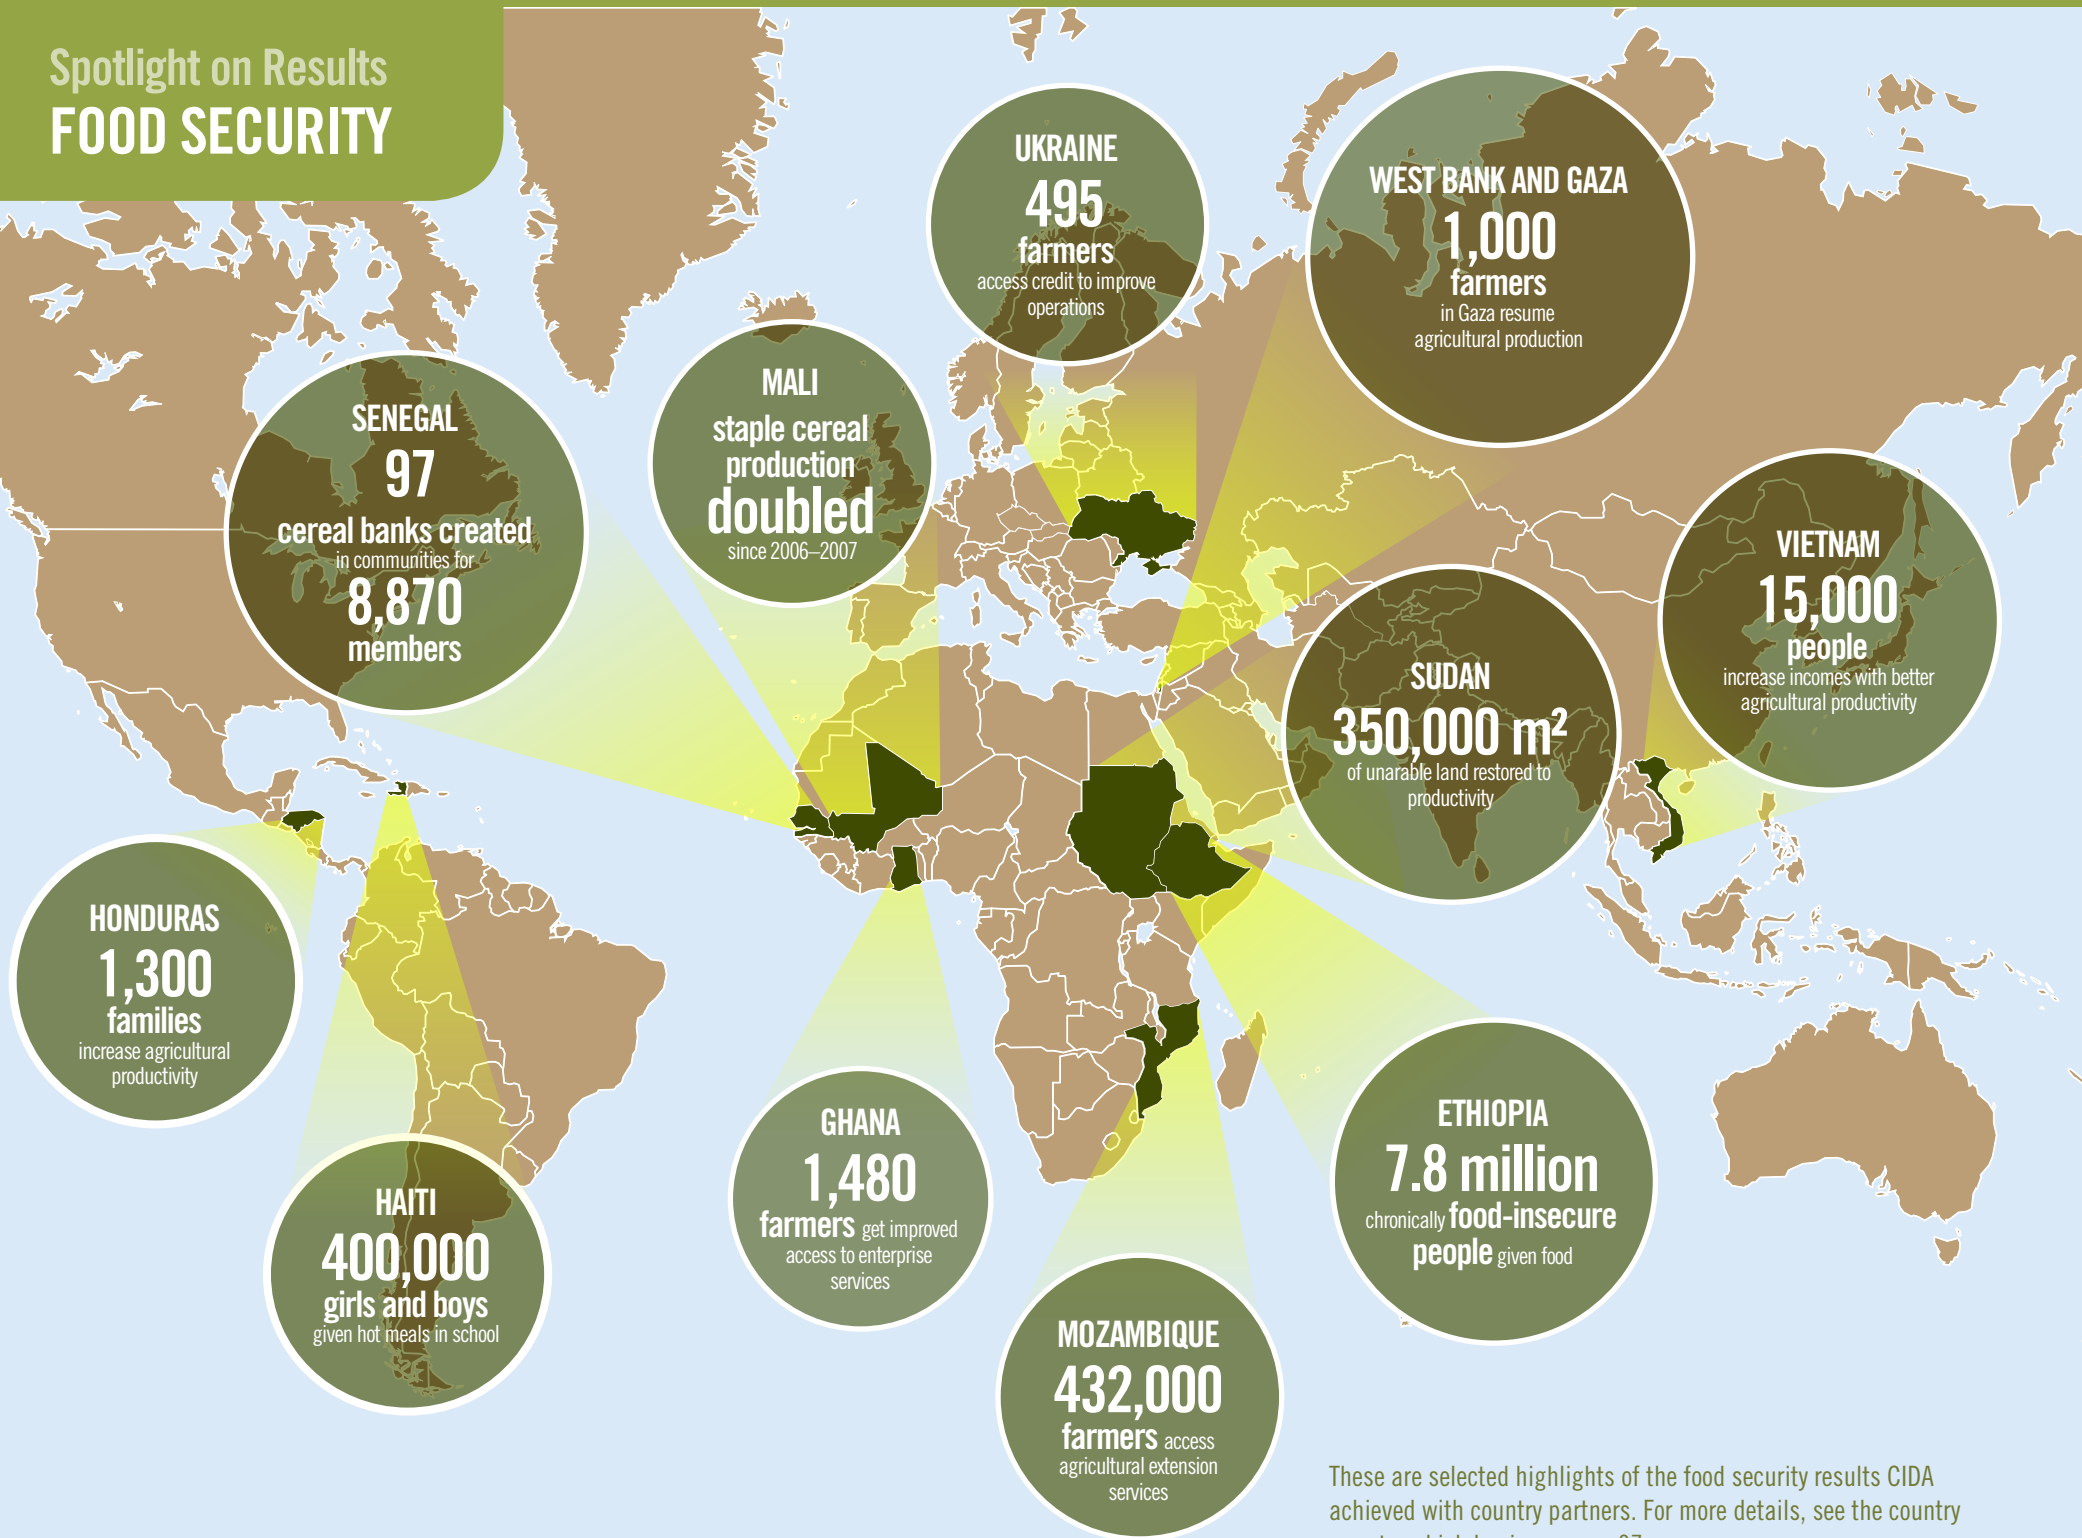 Spotlight on Results
FOOD SECURITY
UKRAINE
495
farmers
access credit to improve
operations
WEST BANK AND GAZA
1,000
farmers
in Gaza resume
agricultural production
SENEGAL
97
cereal banks created
in communities for
8,870
members
MALI
staple cereal
production
doubled
since 2006–2007
VIETNAM
15,000
people
increase incomes with better
agricultural productivity
SUDAN
350,000 m²
of unarable land restored to
productivity
HONDURAS
1,300
families
increase agricultural
productivity
HAITI
400,000
girls and boys
given hot meals in school
GHANA
1,480
farmers get improved
access to enterprise
services
ETHIOPIA
7.8 million
chronically food-insecure
people given food
MOZAMBIQUE
432,000
farmers access
agricultural extension
services
These are selected highlights of the food security results CIDA
achieved with country partners. For more details, see the country